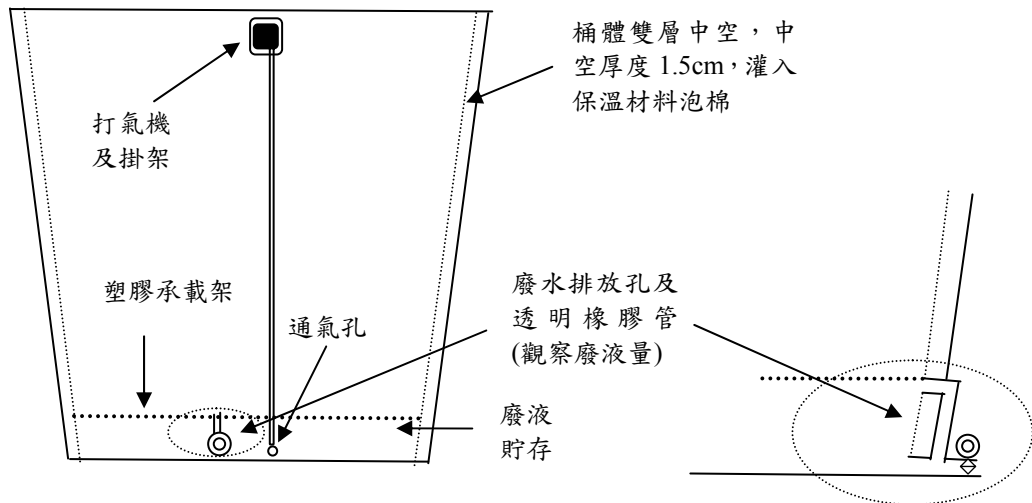 桶體雙層中空，中
空厚度 1.5cm，灌入
保溫材料泡棉
打氣機
及掛架
塑膠承載架
通氣孔
廢水排放孔及
透明橡膠管
(觀察廢液量)
廢液
貯存